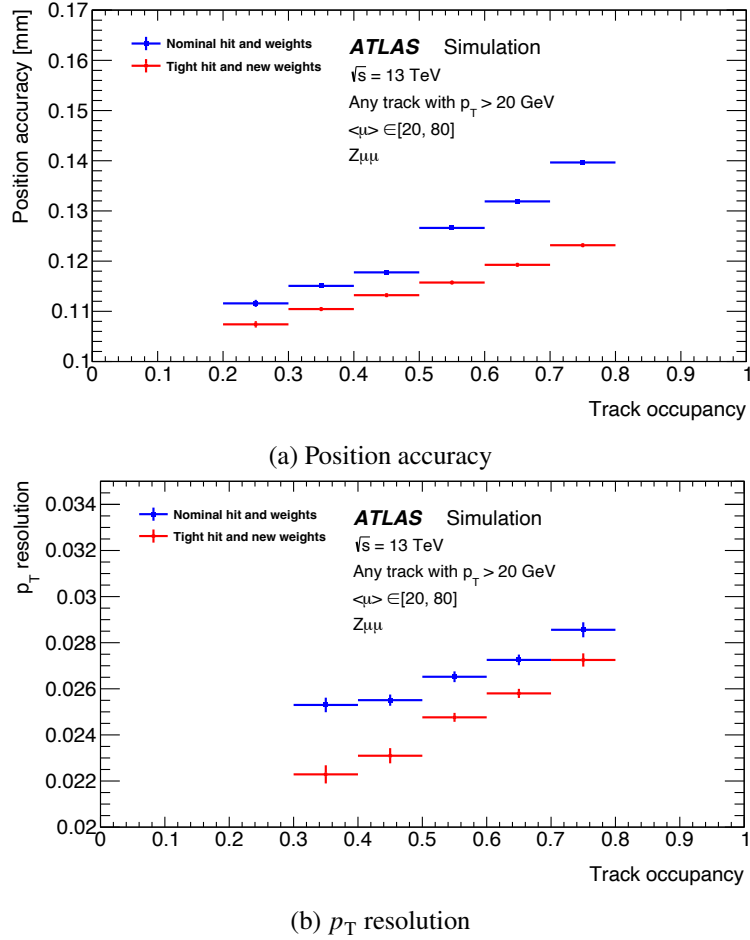 0.17
0.16
0.15
0.14
0.13
0.12
0.11
0.1
Position accuracy [mm]
Nominal hit and weights
Tight hit and new weights
ATLAS Simulation
√s = 13 TeV
Any track with p_T > 20 GeV
<μ> ∈[20, 80]
Zμμ
0 0.1 0.2 0.3 0.4 0.5 0.6 0.7 0.8 0.9 1
Track occupancy
(a) Position accuracy
0.034
0.032
0.03
0.028
0.026
0.024
0.022
0.02
p_T resolution
Nominal hit and weights
Tight hit and new weights
ATLAS Simulation
√s = 13 TeV
Any track with p_T > 20 GeV
<μ> ∈[20, 80]
Zμμ
0 0.1 0.2 0.3 0.4 0.5 0.6 0.7 0.8 0.9 1
Track occupancy
(b) p_T resolution